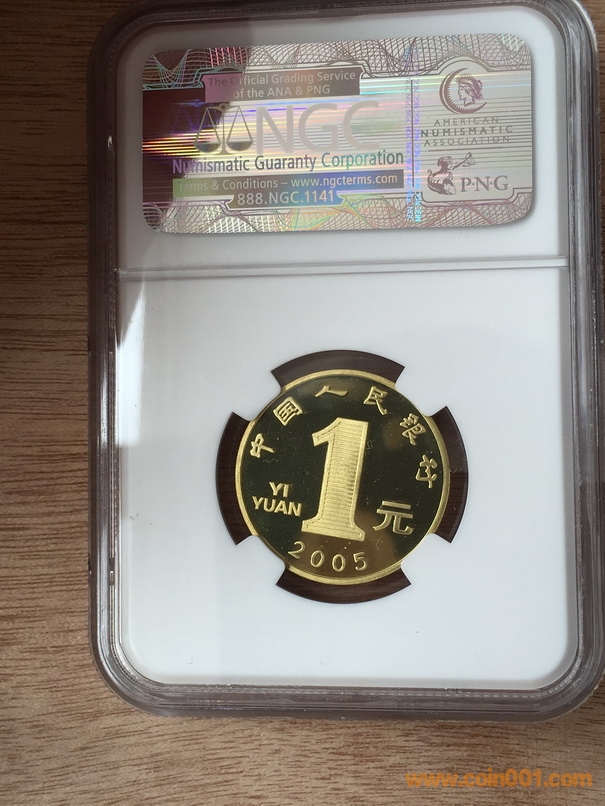 The Official Grading Service
of the ANA & PNG
NGC
Numismatic Guaranty Corporation
Terms & Conditions – www.ngcterms.com
888.NGC.1141
AMERICAN
NUMISMATIC
ASSOCIATION
P·N·G
中国人民银行
1
YI
YUAN
元
2005
www.coin001.com